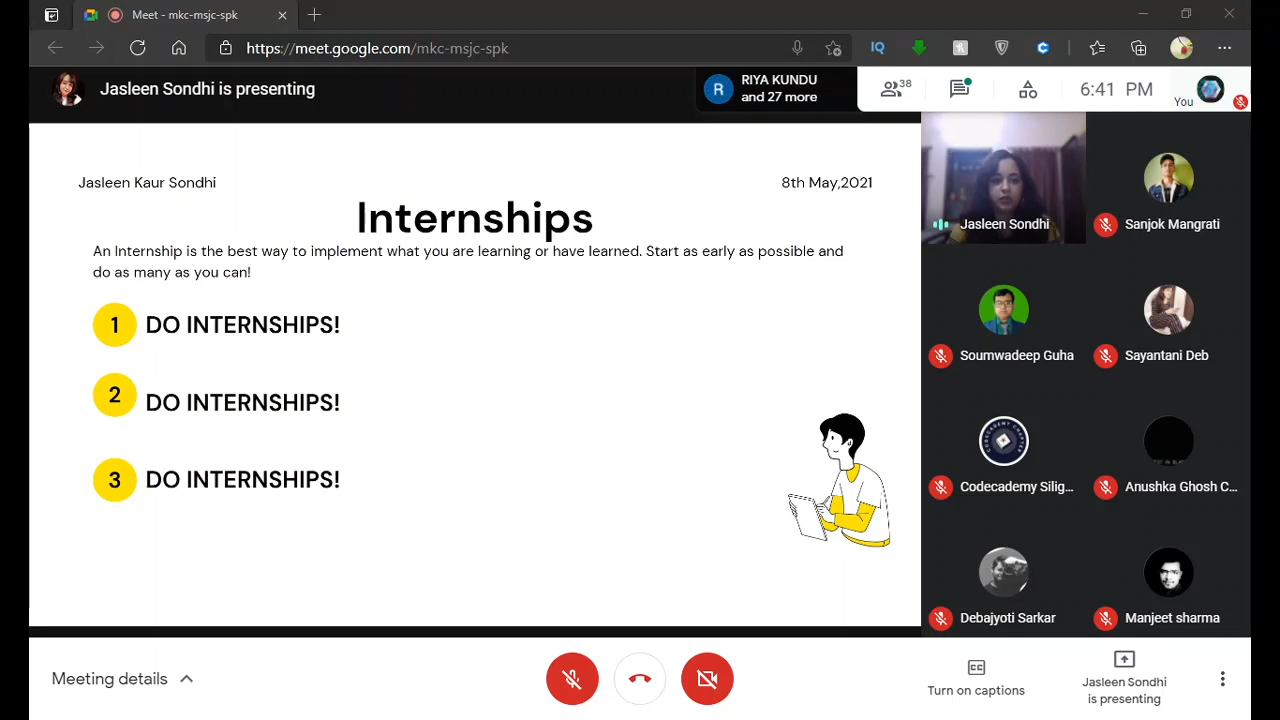 Meet - mkc-msjc-spk
https://meet.google.com/mkc-msjc-spk
IQ
Jasleen Sondhi is presenting
R
RIYA KUNDU
and 27 more
38
6:41 PM
You
Jasleen Kaur Sondhi
8th May,2021
Internships
An Internship is the best way to implement what you are learning or have learned. Start as early as possible and
do as many as you can!
1 DO INTERNSHIPS!
2 DO INTERNSHIPS!
3 DO INTERNSHIPS!
Jasleen Sondhi
Sanjok Mangrati
Soumwadeep Guha
Sayantani Deb
CODECADEMY CHAPTER
Codecademy Silig...
Anushka Ghosh C...
Debajyoti Sarkar
Manjeet sharma
Meeting details
Turn on captions
Jasleen Sondhi
is presenting